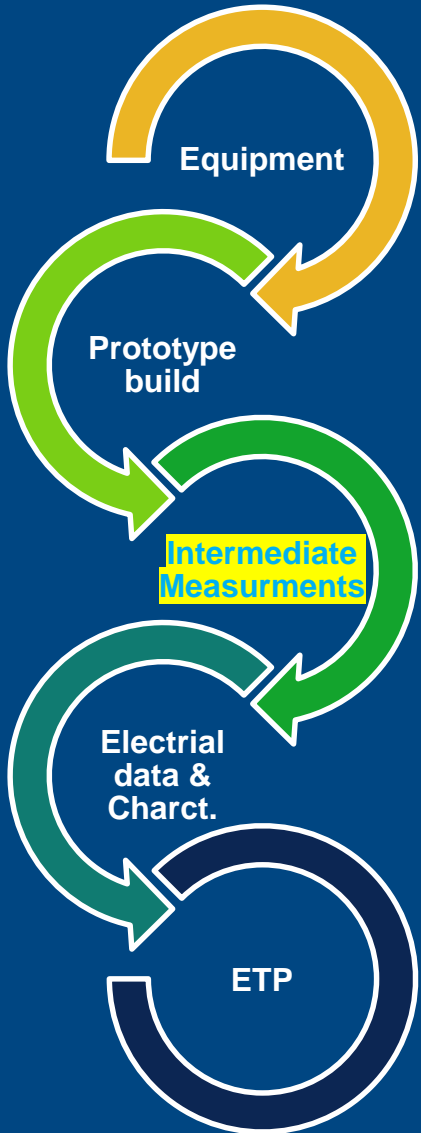 Equipment
Prototype
build
Intermediate
Measurments
Electrial
data &
Charct.
ETP